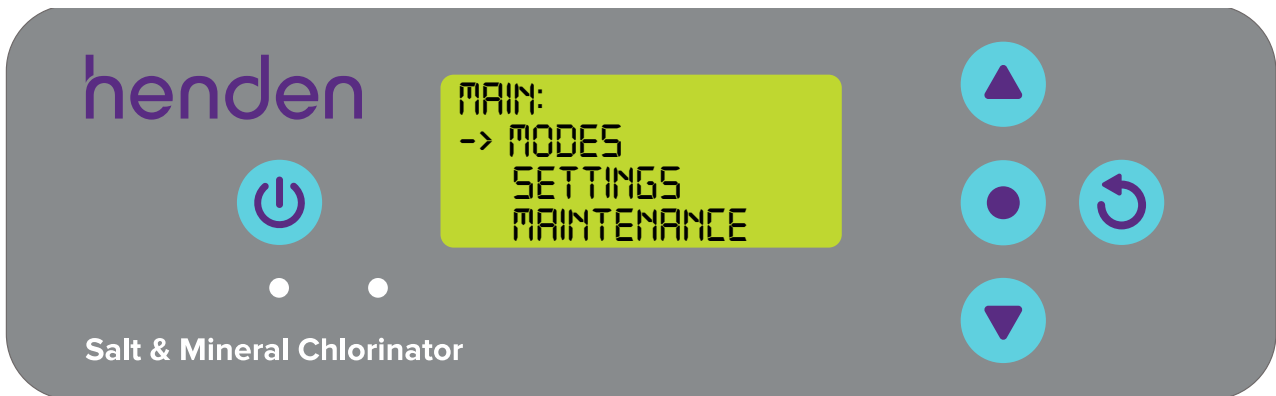 henden
MAIN:
-> MODES
SETTINGS
MAINTENANCE
Salt & Mineral Chlorinator